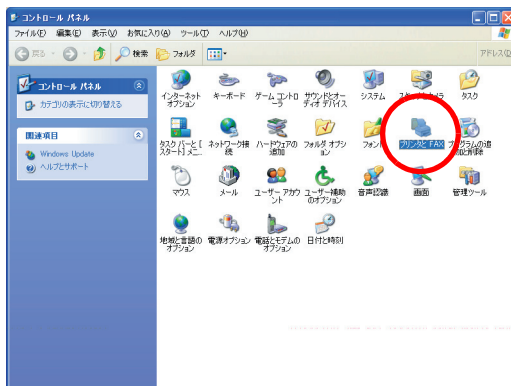 コントロール パネル
ファイル(F) 編集(E) 表示(V) お気に入り(A) ツール(T) ヘルプ(H)
戻る 検索 フォルダ
アドレス(D)
コントロール パネル
カテゴリの表示に切り替える
関連項目
Windows Update
ヘルプとサポート
インターネット オプション
キーボード
ゲーム コントローラ
サウンドとオーディオ デバイス
システム
タスク
タスク バーと [スタート] メニ...
ネットワーク接続
ハードウェアの追加
フォルダ オプション
フォント
プリンタと FAX
プログラムの追加と削除
マウス
メール
ユーザー アカウント
ユーザー補助のオプション
音声認識
画面
管理ツール
地域と言語のオプション
電源オプション
電話とモデムのオプション
日付と時刻